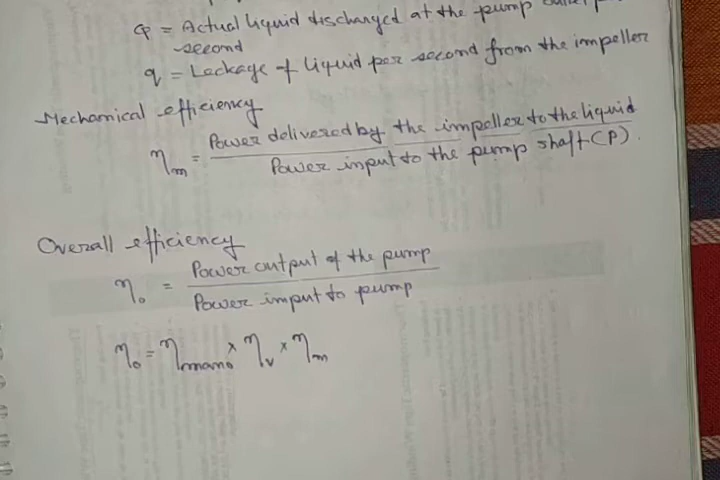 Q = Actual liquid discharged at the pump outlet
second
q = Leckage of liquid per second from the impeller
Mechanical efficiency
ηm = Power delivered by the impeller to the liquid
Power input to the pump shaft (P).
Overall efficiency
ηo = Power output of the pump
Power input to pump
ηo = ηmano × ηv × ηm